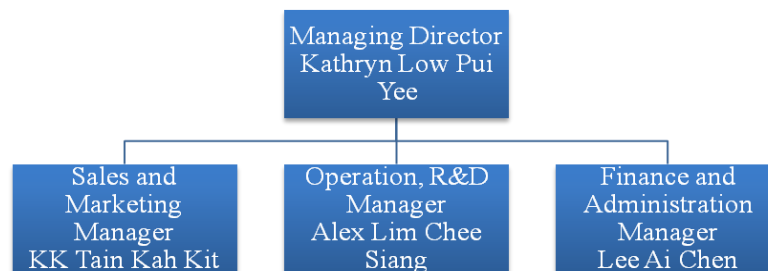 Managing Director
Kathryn Low Pui
Yee
Sales and
Marketing
Manager
KK Tain Kah Kit
Operation, R&D
Manager
Alex Lim Chee
Siang
Finance and
Administration
Manager
Lee Ai Chen